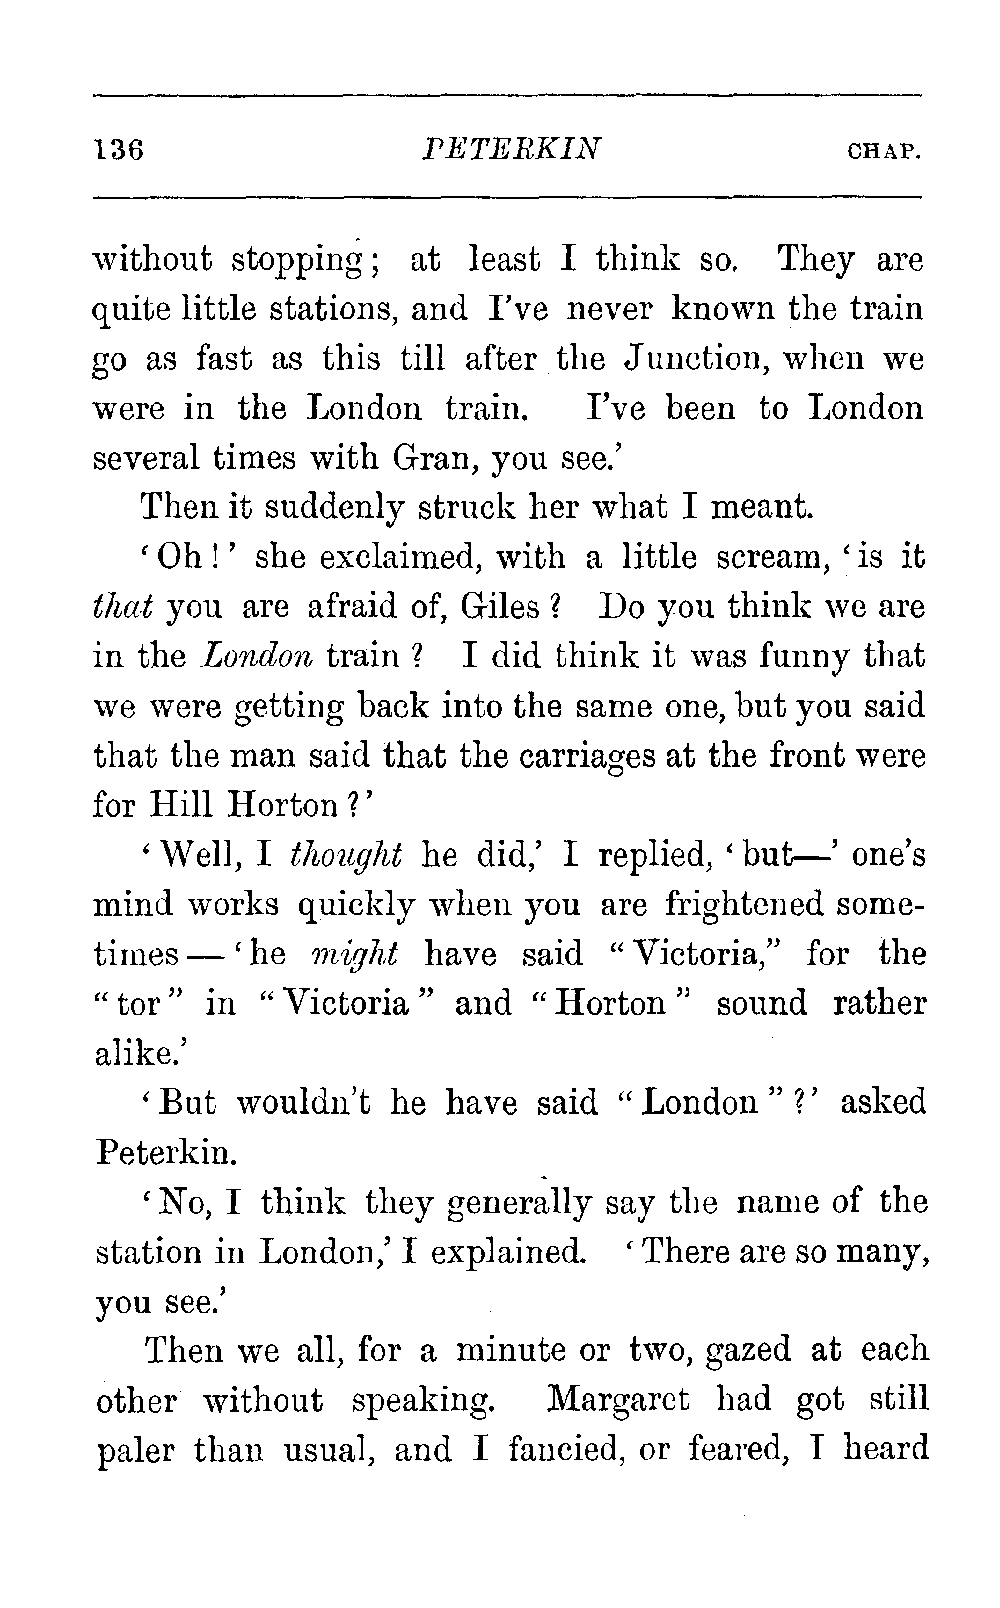 136 PETERKIN CHAP.
without stopping; at least I think so. They are
quite little stations, and I've never known the train
go as fast as this till after the Junction, when we
were in the London train. I've been to London
several times with Gran, you see.'
Then it suddenly struck her what I meant.
'Oh!' she exclaimed, with a little scream, 'is it
that you are afraid of, Giles? Do you think we are
in the London train? I did think it was funny that
we were getting back into the same one, but you said
that the man said that the carriages at the front were
for Hill Horton?'
'Well, I thought he did,' I replied, 'but—' one's
mind works quickly when you are frightened some-
times—'he might have said "Victoria," for the
"tor" in "Victoria" and "Horton" sound rather
alike.'
'But wouldn't he have said "London"?' asked
Peterkin.
'No, I think they generally say the name of the
station in London,' I explained. 'There are so many,
you see.'
Then we all, for a minute or two, gazed at each
other without speaking. Margaret had got still
paler than usual, and I fancied, or feared, I heard